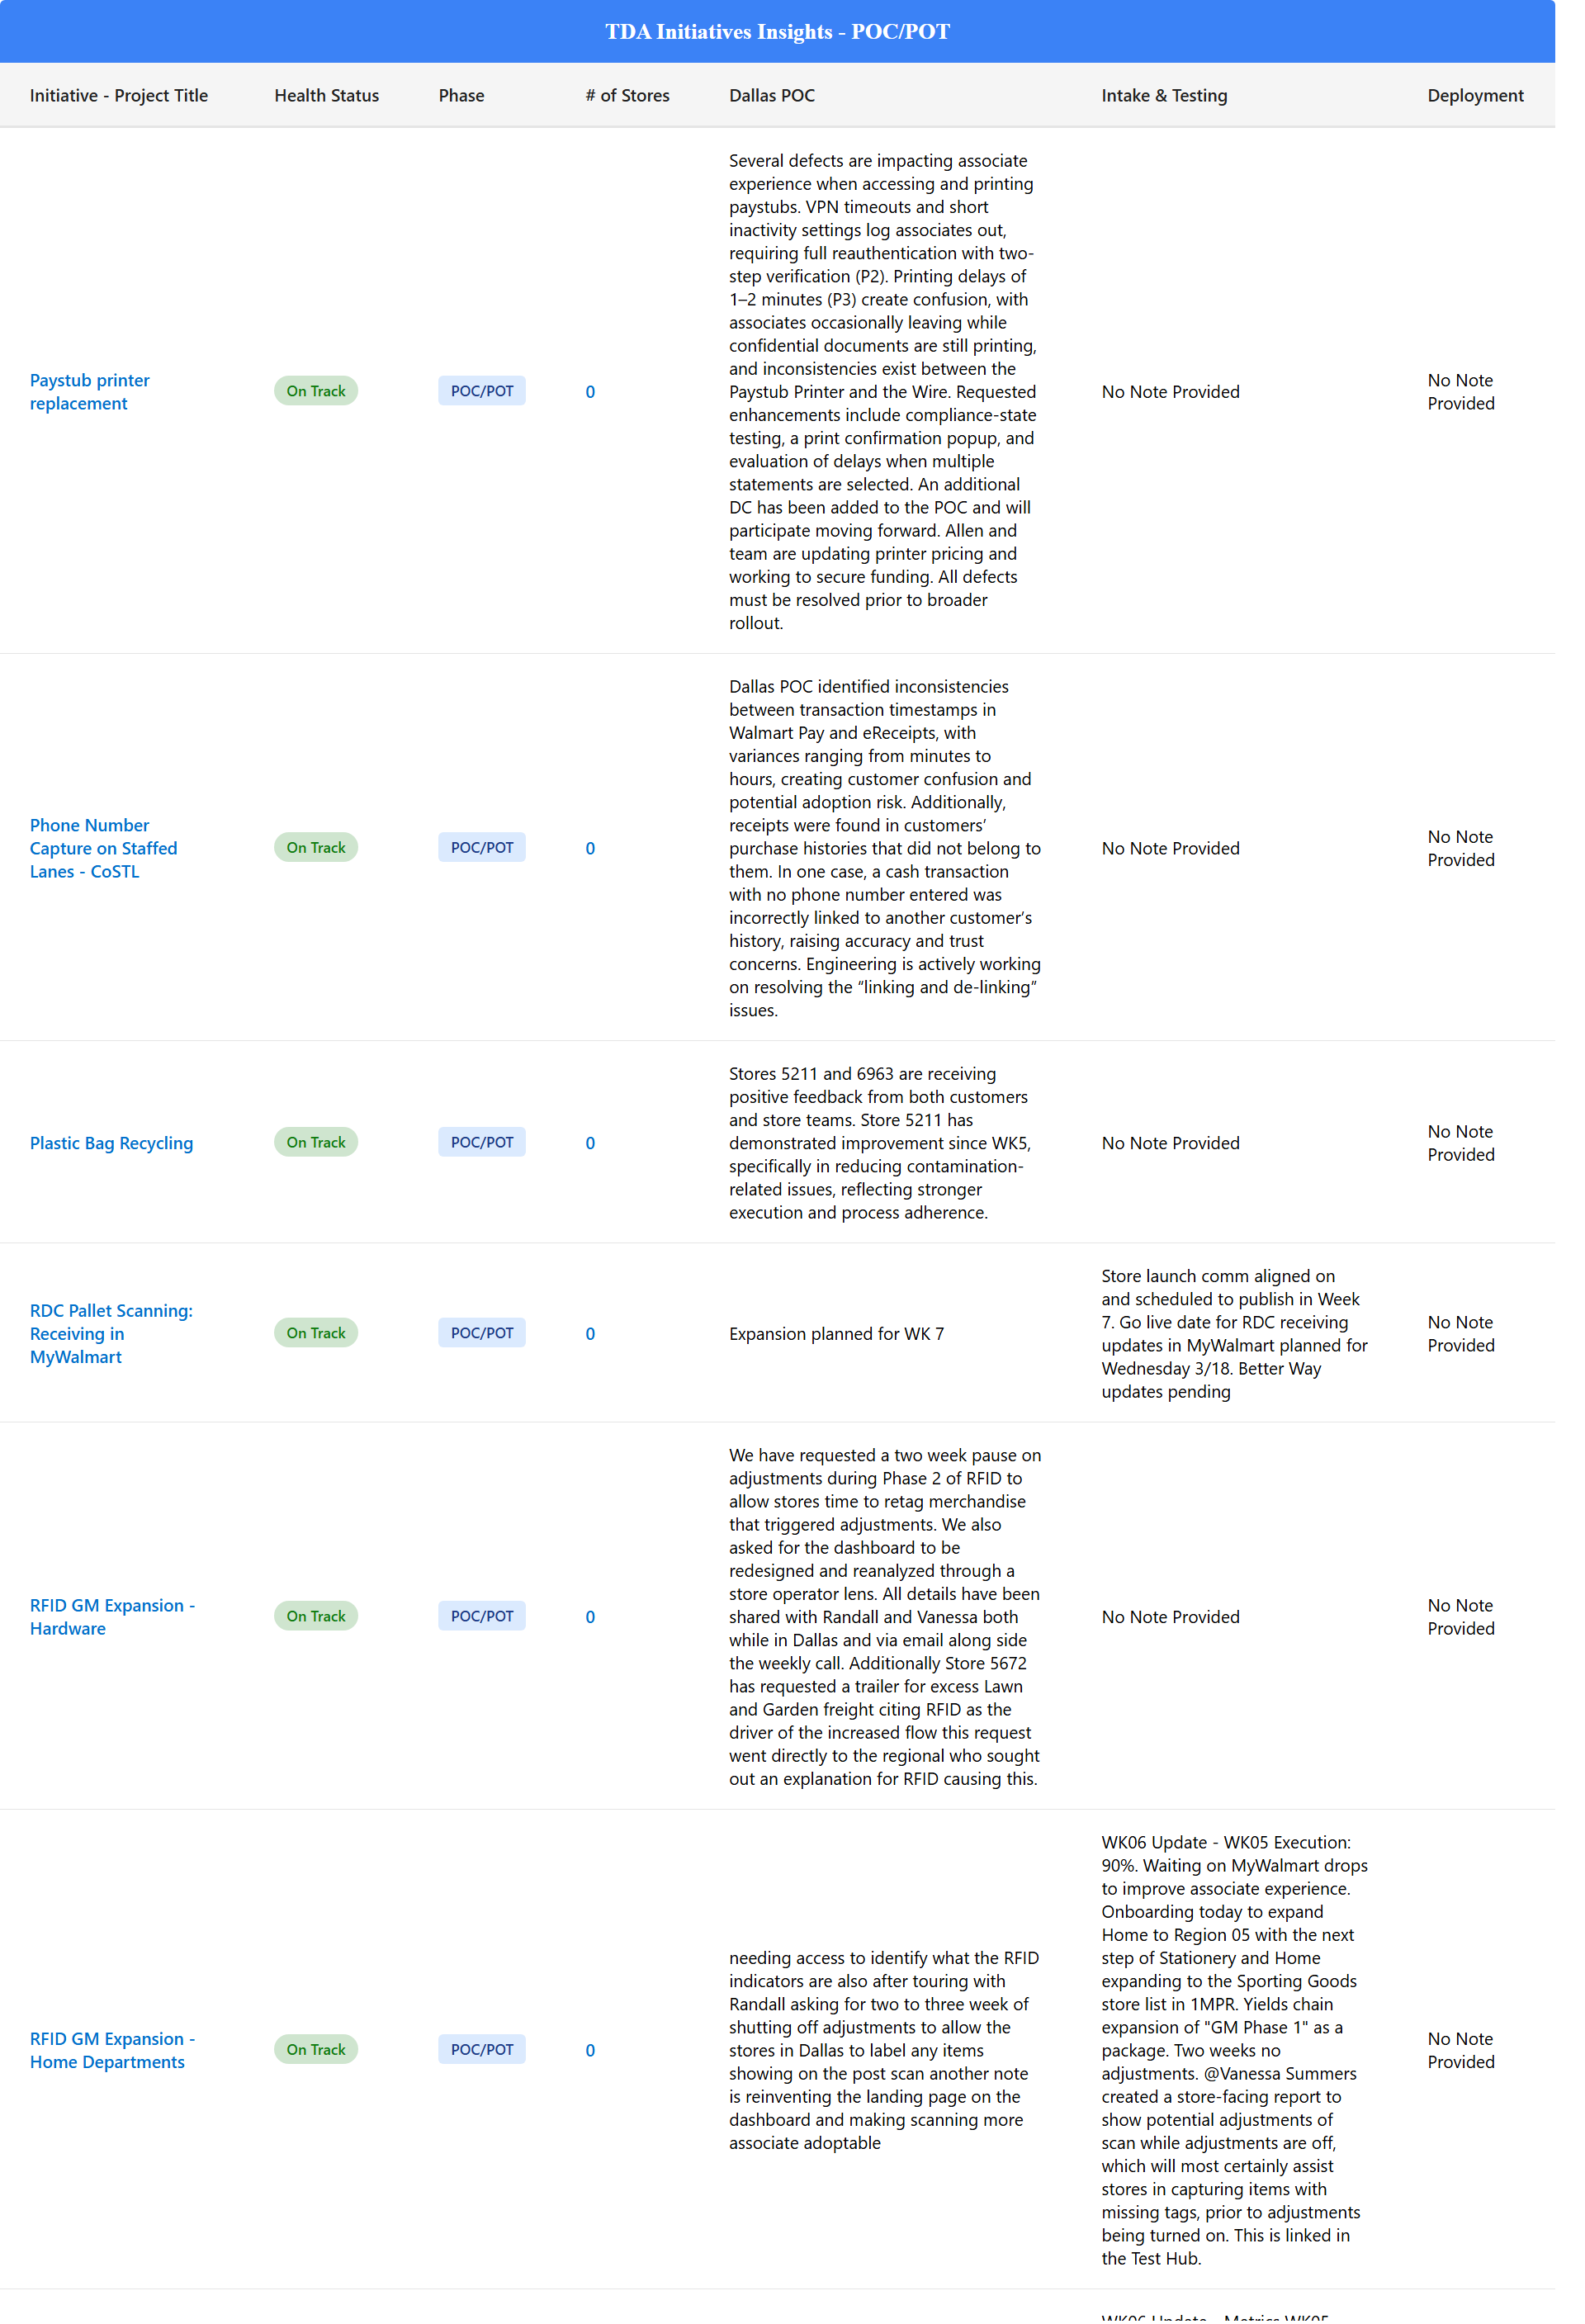 TDA Initiatives Insights - POC/POT
Initiative - Project Title
Health Status
Phase
# of Stores
Dallas POC
Intake & Testing
Deployment
Paystub printer
replacement
On Track
POC/POT
0
Several defects are impacting associate
experience when accessing and printing
paystubs. VPN timeouts and short
inactivity settings log associates out,
requiring full reauthentication with two-
step verification (P2). Printing delays of
1–2 minutes (P3) create confusion, with
associates occasionally leaving while
confidential documents are still printing,
and inconsistencies exist between the
Paystub Printer and the Wire. Requested
enhancements include compliance-state
testing, a print confirmation popup, and
evaluation of delays when multiple
statements are selected. An additional
DC has been added to the POC and will
participate moving forward. Allen and
team are updating printer pricing and
working to secure funding. All defects
must be resolved prior to broader
rollout.
No Note Provided
No Note
Provided
Phone Number
Capture on Staffed
Lanes - CoSTL
On Track
POC/POT
0
Dallas POC identified inconsistencies
between transaction timestamps in
Walmart Pay and eReceipts, with
variances ranging from minutes to
hours, creating customer confusion and
potential adoption risk. Additionally,
receipts were found in customers’
purchase histories that did not belong to
them. In one case, a cash transaction
with no phone number entered was
incorrectly linked to another customer’s
history, raising accuracy and trust
concerns. Engineering is actively working
on resolving the “linking and de-linking”
issues.
No Note Provided
No Note
Provided
Plastic Bag Recycling
On Track
POC/POT
0
Stores 5211 and 6963 are receiving
positive feedback from both customers
and store teams. Store 5211 has
demonstrated improvement since WK5,
specifically in reducing contamination-
related issues, reflecting stronger
execution and process adherence.
No Note Provided
No Note
Provided
RDC Pallet Scanning:
Receiving in
MyWalmart
On Track
POC/POT
0
Expansion planned for WK 7
Store launch comm aligned on
and scheduled to publish in Week
7. Go live date for RDC receiving
updates in MyWalmart planned for
Wednesday 3/18. Better Way
updates pending
No Note
Provided
RFID GM Expansion -
Hardware
On Track
POC/POT
0
We have requested a two week pause on
adjustments during Phase 2 of RFID to
allow stores time to retag merchandise
that triggered adjustments. We also
asked for the dashboard to be
redesigned and reanalyzed through a
store operator lens. All details have been
shared with Randall and Vanessa both
while in Dallas and via email along side
the weekly call. Additionally Store 5672
has requested a trailer for excess Lawn
and Garden freight citing RFID as the
driver of the increased flow this request
went directly to the regional who sought
out an explanation for RFID causing this.
No Note Provided
No Note
Provided
RFID GM Expansion -
Home Departments
On Track
POC/POT
0
needing access to identify what the RFID
indicators are also after touring with
Randall asking for two to three week of
shutting off adjustments to allow the
stores in Dallas to label any items
showing on the post scan another note
is reinventing the landing page on the
dashboard and making scanning more
associate adoptable
WK06 Update - WK05 Execution:
90%. Waiting on MyWalmart drops
to improve associate experience.
Onboarding today to expand
Home to Region 05 with the next
step of Stationery and Home
expanding to the Sporting Goods
store list in 1MPR. Yields chain
expansion of "GM Phase 1" as a
package. Two weeks no
adjustments. @Vanessa Summers
created a store-facing report to
show potential adjustments of
scan while adjustments are off,
which will most certainly assist
stores in capturing items with
missing tags, prior to adjustments
being turned on. This is linked in
the Test Hub.
No Note
Provided
WK06 Update - Metrics WK05